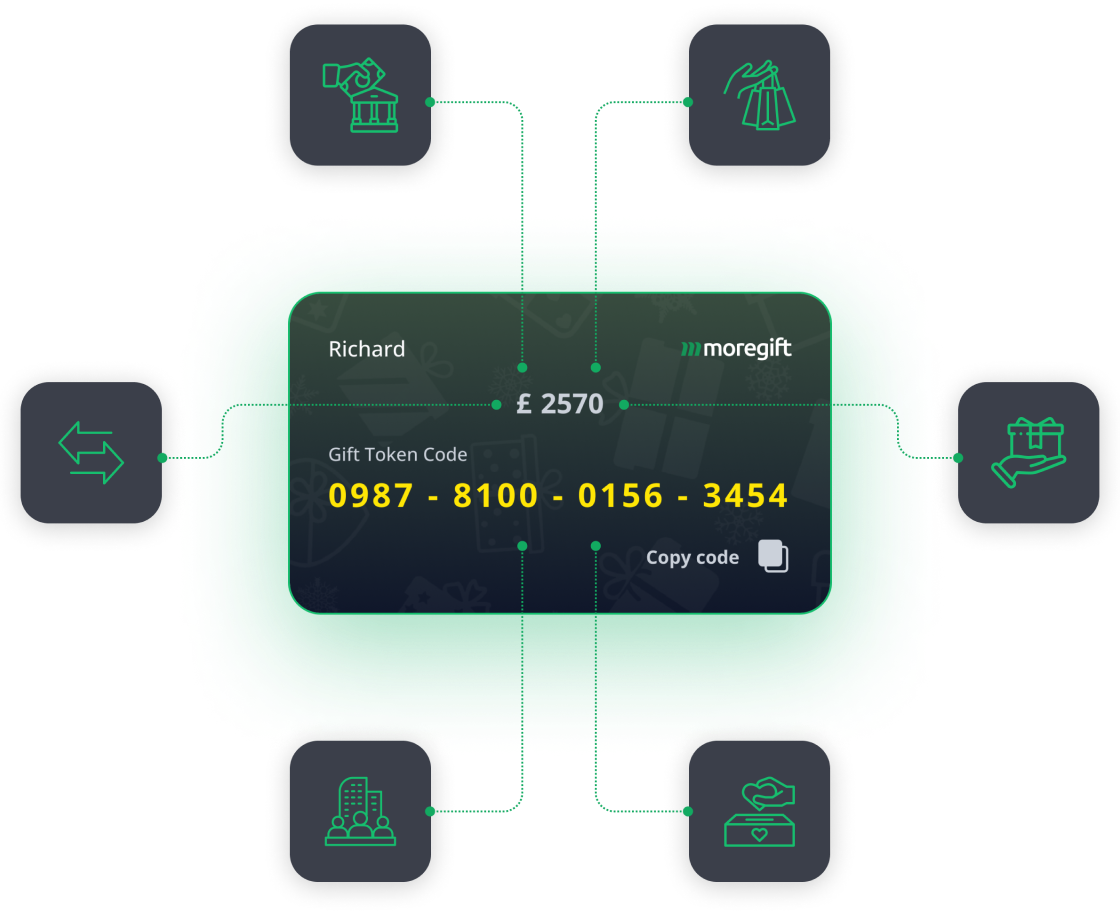 Richard
moregift
£ 2570
Gift Token Code
0987 - 8100 - 0156 - 3454
Copy code